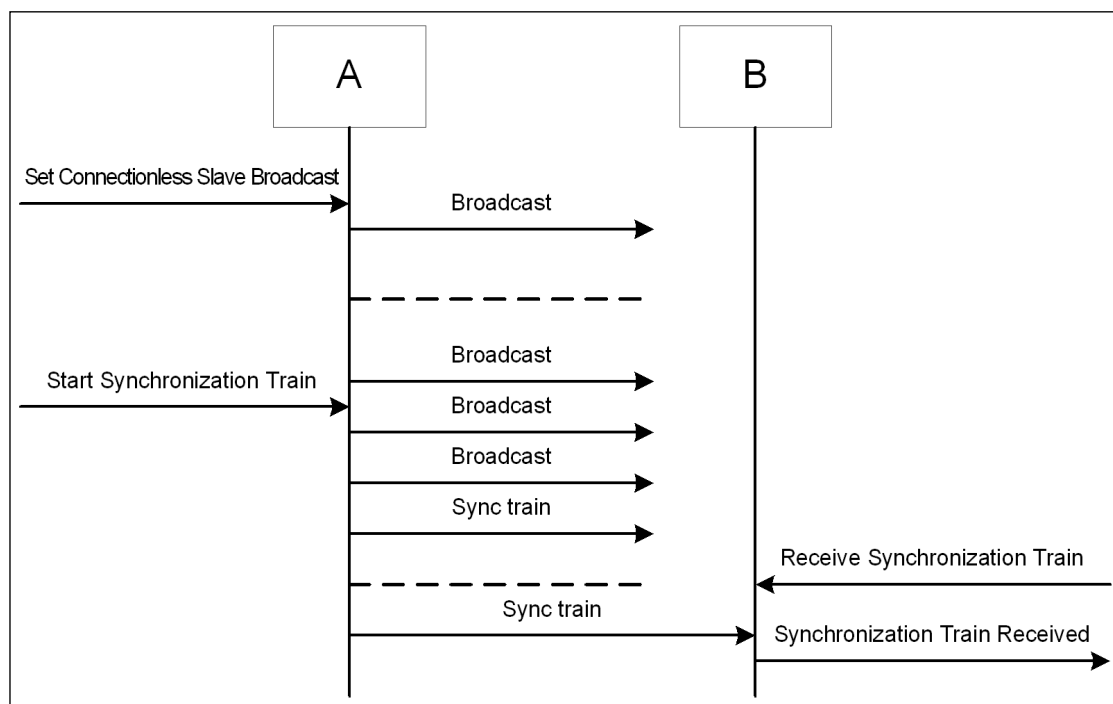 A
B
Set Connectionless Slave Broadcast
Broadcast
Broadcast
Start Synchronization Train
Broadcast
Broadcast
Sync train
Receive Synchronization Train
Sync train
Synchronization Train Received